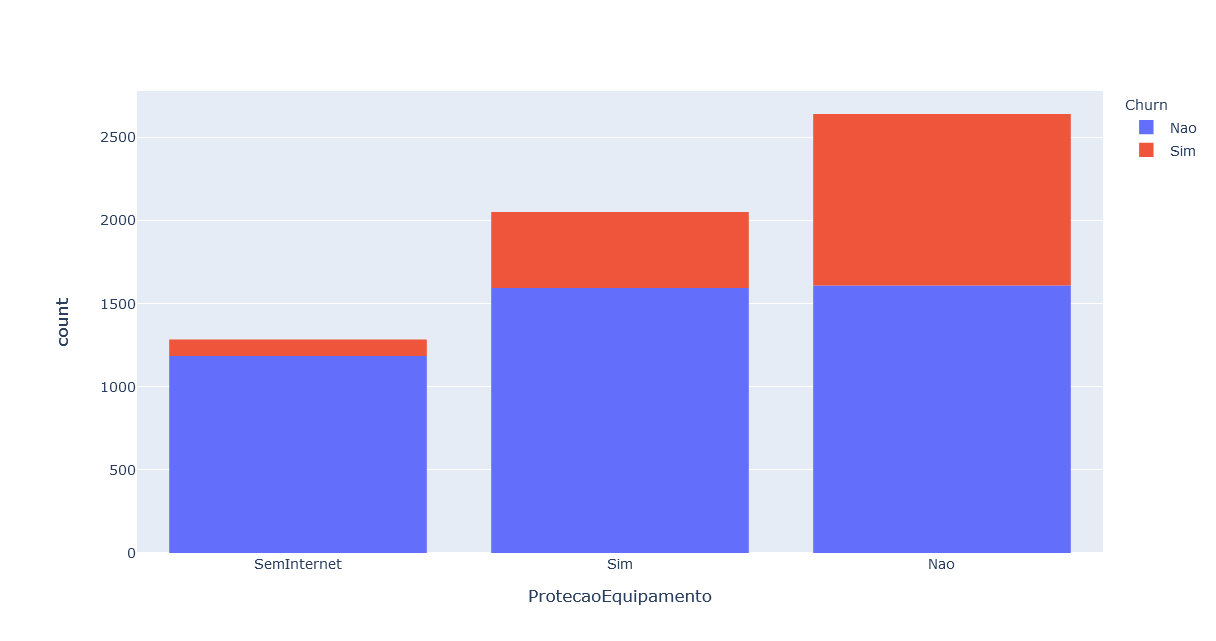 Churn
Nao
Sim
2500
2000
1500
1000
500
0
count
SemInternet
Sim
Nao
ProtecaoEquipamento